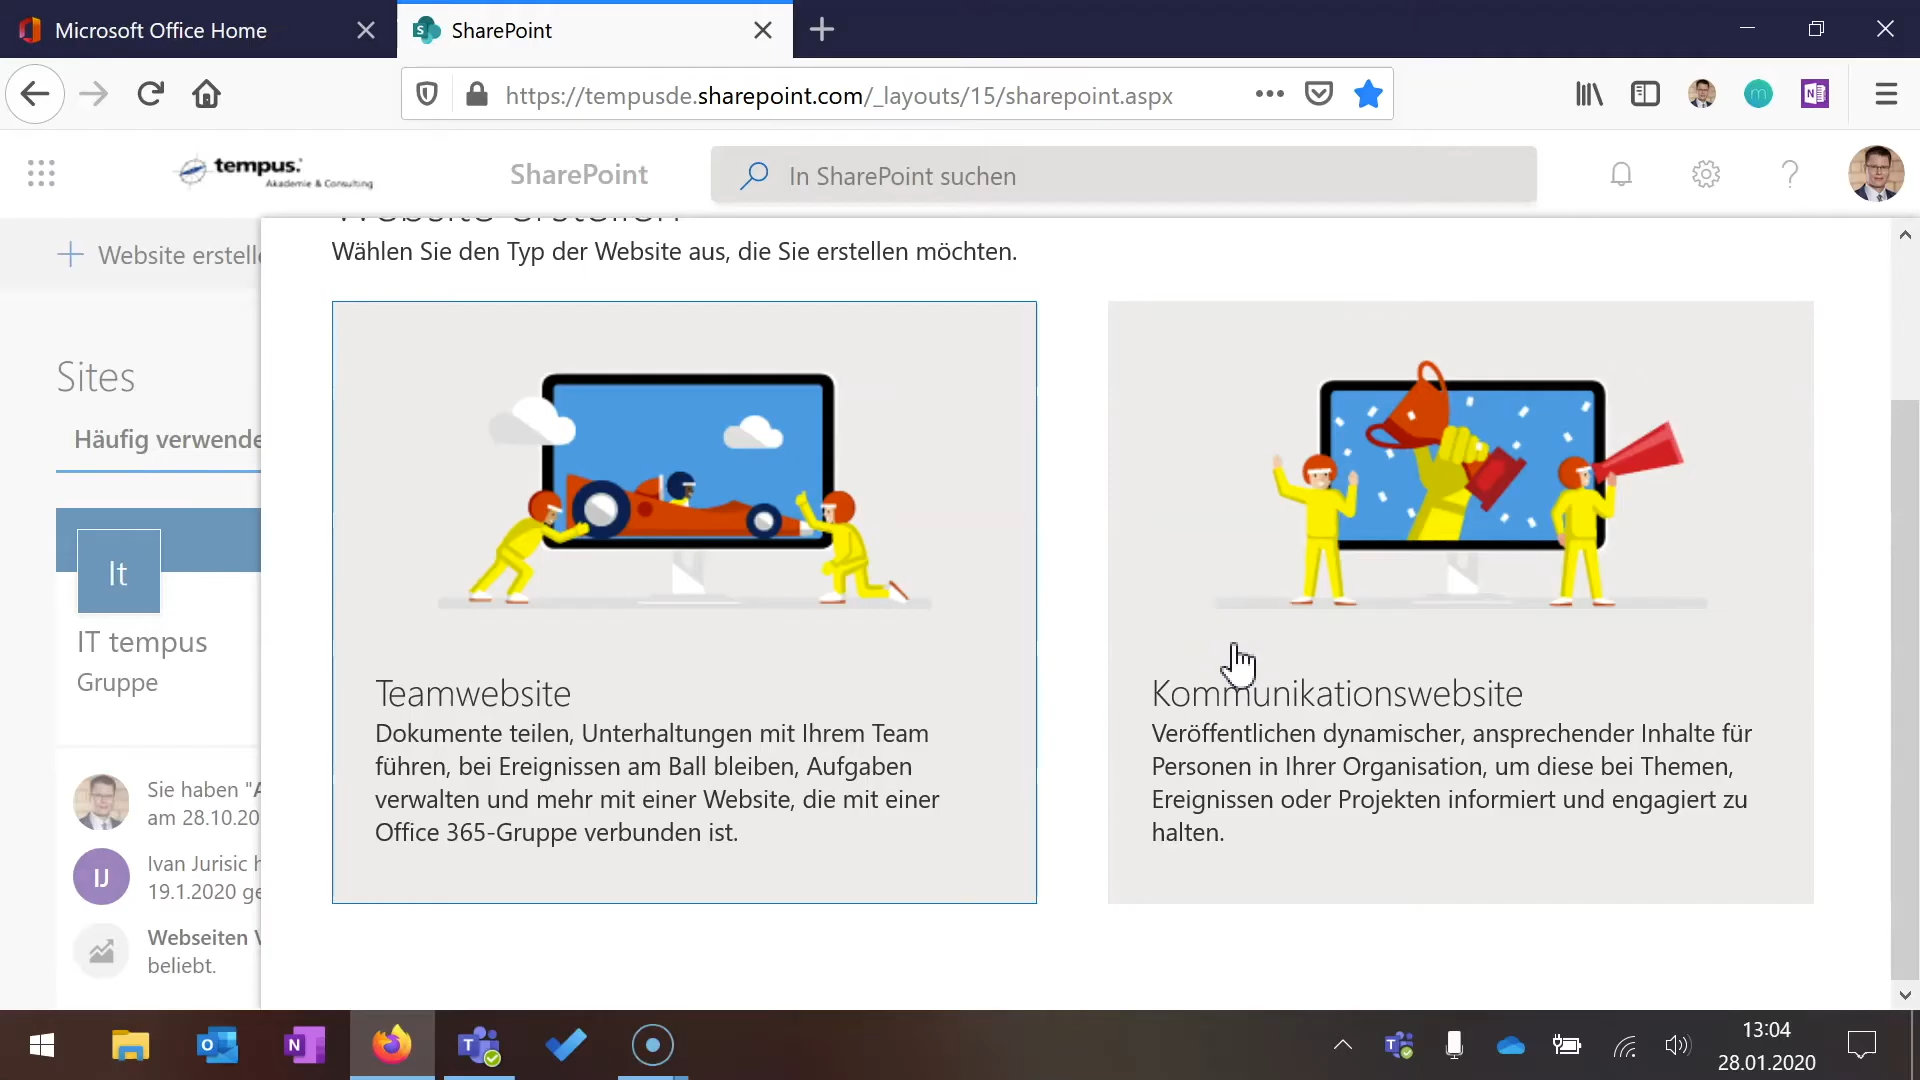 Microsoft Office Home
SharePoint
https://tempusde.sharepoint.com/_layouts/15/sharepoint.aspx
tempus.
Akademie & Consulting
SharePoint
In SharePoint suchen
Website erstellen
Website erstelle
Wählen Sie den Typ der Website aus, die Sie erstellen möchten.
Sites
Häufig verwende
It
IT tempus
Gruppe
Sie haben "A
am 28.10.20
IJ
Ivan Jurisic h
19.1.2020 ge
Webseiten V
beliebt.
Teamwebsite
Dokumente teilen, Unterhaltungen mit Ihrem Team
führen, bei Ereignissen am Ball bleiben, Aufgaben
verwalten und mehr mit einer Website, die mit einer
Office 365-Gruppe verbunden ist.
Kommunikationswebsite
Veröffentlichen dynamischer, ansprechender Inhalte für
Personen in Ihrer Organisation, um diese bei Themen,
Ereignissen oder Projekten informiert und engagiert zu
halten.
13:04
28.01.2020